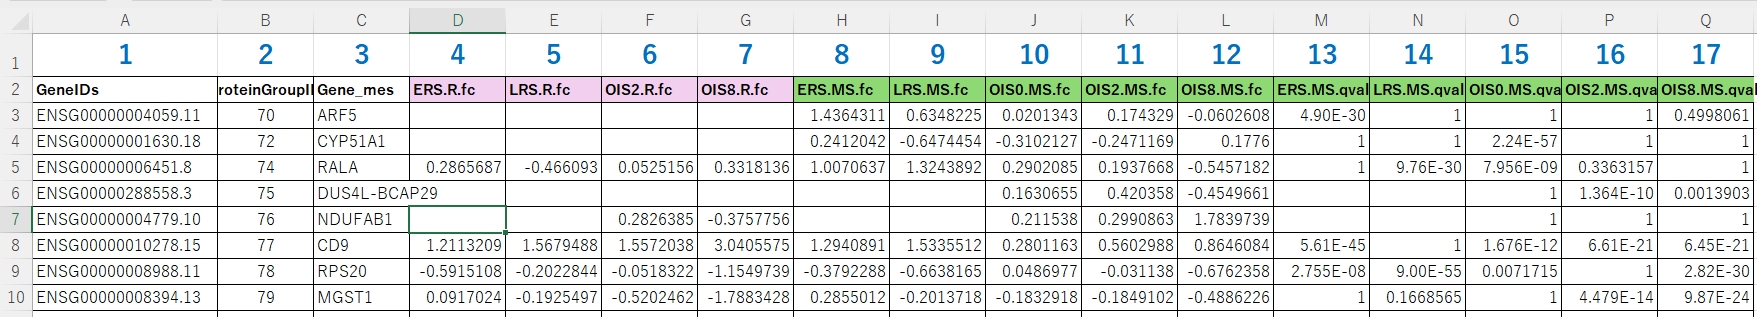 A B C D E F G H I J K L M N O P Q
1 1 2 3 4 5 6 7 8 9 10 11 12 13 14 15 16 17
2 GeneIDs roteinGroupII Gene_mes ERS.R.fc LRS.R.fc OIS2.R.fc OIS8.R.fc ERS.MS.fc LRS.MS.fc OIS0.MS.fc OIS2.MS.fc OIS8.MS.fc ERS.MS.qval LRS.MS.qval OIS0.MS.qva OIS2.MS.qva OIS8.MS.qval
3 ENSG00000004059.11 70 ARF5 1.4364311 0.6348225 0.0201343 0.174329 -0.0602608 4.90E-30 1 1 1 0.4998061
4 ENSG00000001630.18 72 CYP51A1 0.2412042 -0.6474454 -0.3102127 -0.2471169 0.1776 1 1 2.24E-57 1 1
5 ENSG00000006451.8 74 RALA 0.2865687 -0.466093 0.0525156 0.3318136 1.0070637 1.3243892 0.2902085 0.1937668 -0.5457182 1 9.76E-30 7.956E-09 0.3363157 1
6 ENSG00000288558.3 75 DUS4L-BCAP29 0.1630655 0.420358 -0.4549661 1 1.364E-10 0.0013903
7 ENSG00000004779.10 76 NDUFAB1 0.2826385 -0.3757756 0.211538 0.2990863 1.7839739 1 1 1
8 ENSG00000010278.15 77 CD9 1.2113209 1.5679488 1.5572038 3.0405575 1.2940891 1.5335512 0.2801163 0.5602988 0.8646084 5.61E-45 1 1.676E-12 6.61E-21 6.45E-21
9 ENSG00000008988.11 78 RPS20 -0.5915108 -0.2022844 -0.0518322 -1.1549739 -0.3792288 -0.6638165 0.0486977 -0.031138 -0.6762358 2.755E-08 9.00E-55 0.0071715 1 2.82E-30
10 ENSG00000008394.13 79 MGST1 0.0917024 -0.1925497 -0.5202462 -1.7883428 0.2855012 -0.2013718 -0.1832918 -0.1849102 -0.4886226 1 0.1668565 1 4.479E-14 9.87E-24